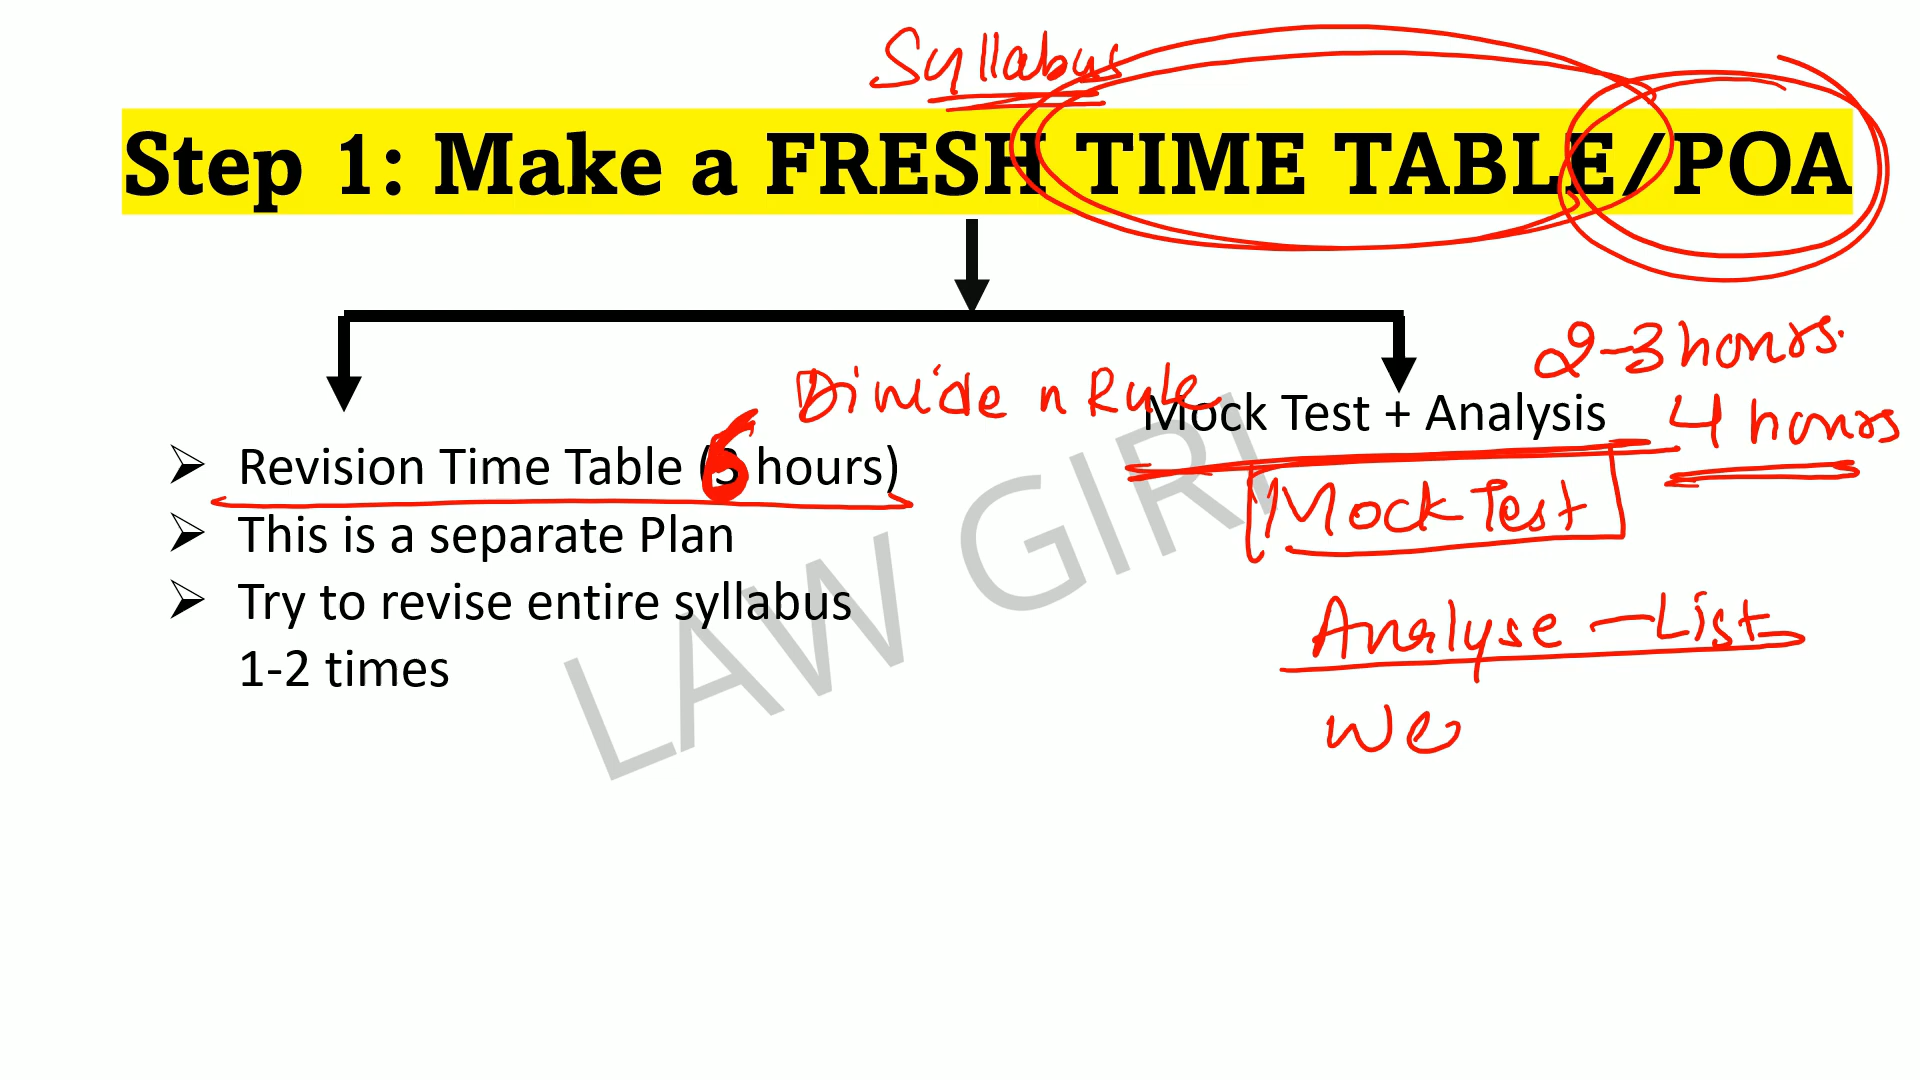 Syllabus
Step 1: Make a FRESH TIME TABLE/POA
2-3 hours.
Divide n Rule
Mock Test + Analysis
4 hours
Revision Time Table (6 hours)
Mock Test
This is a separate Plan
Try to revise entire syllabus
1-2 times
Analyse - List
We
LAW GIRI